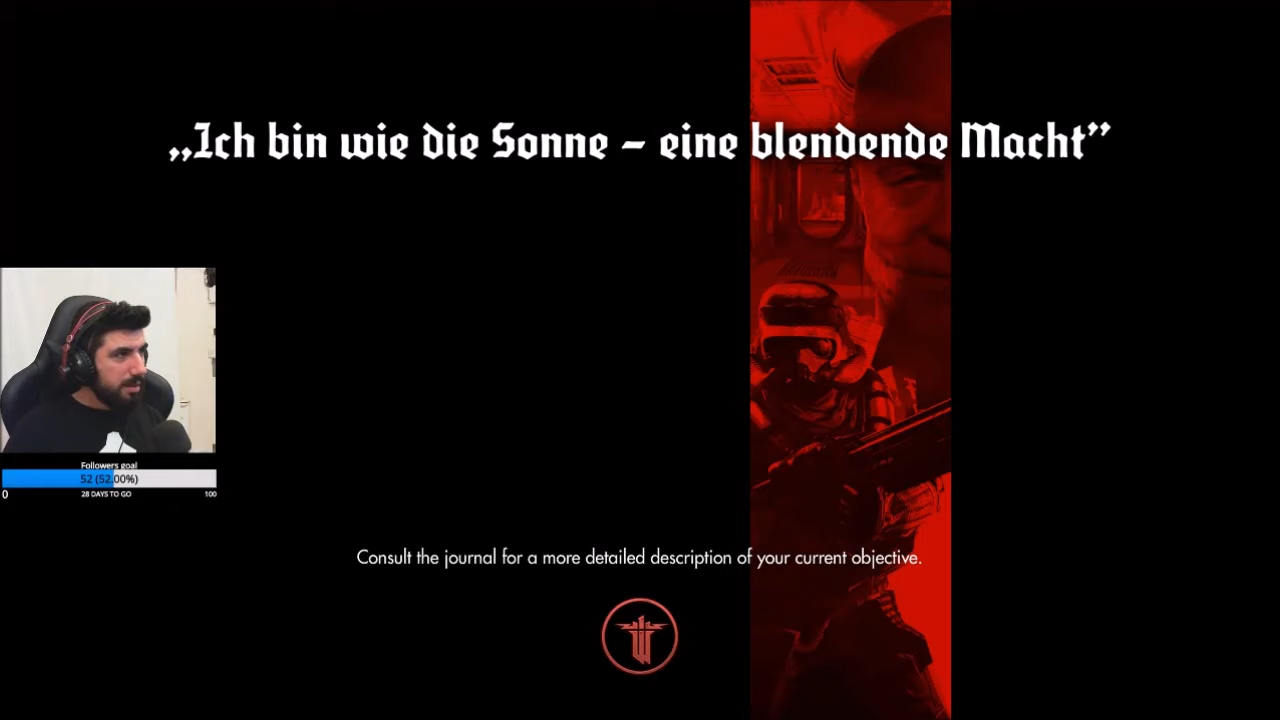 „Ich bin wie die Sonne – eine blendende Macht”
Followers goal
52 (52.00%)
0 28 DAYS TO GO 100
Consult the journal for a more detailed description of your current objective.